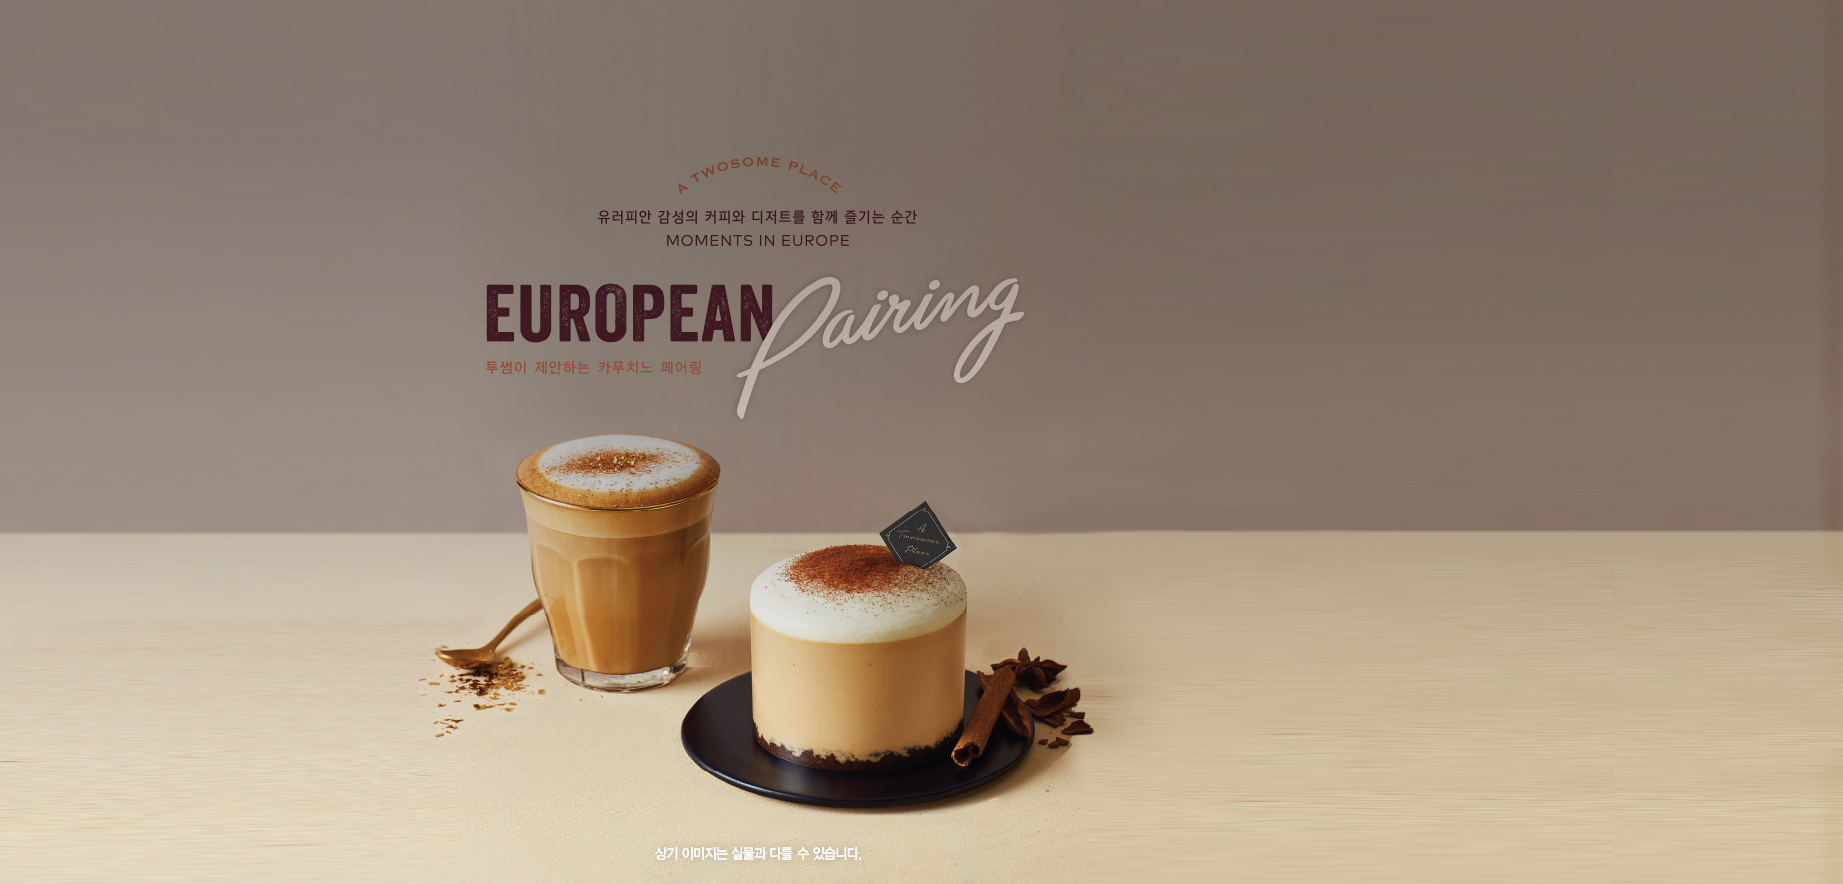 A TWOSOME PLACE
유러피안 감성의 커피와 디저트를 함께 즐기는 순간
MOMENTS IN EUROPE
EUROPEAN Pairing
투썸이 제안하는 카푸치노 페어링
A
Twosome
Place
상기 이미지는 실물과 다를 수 있습니다.